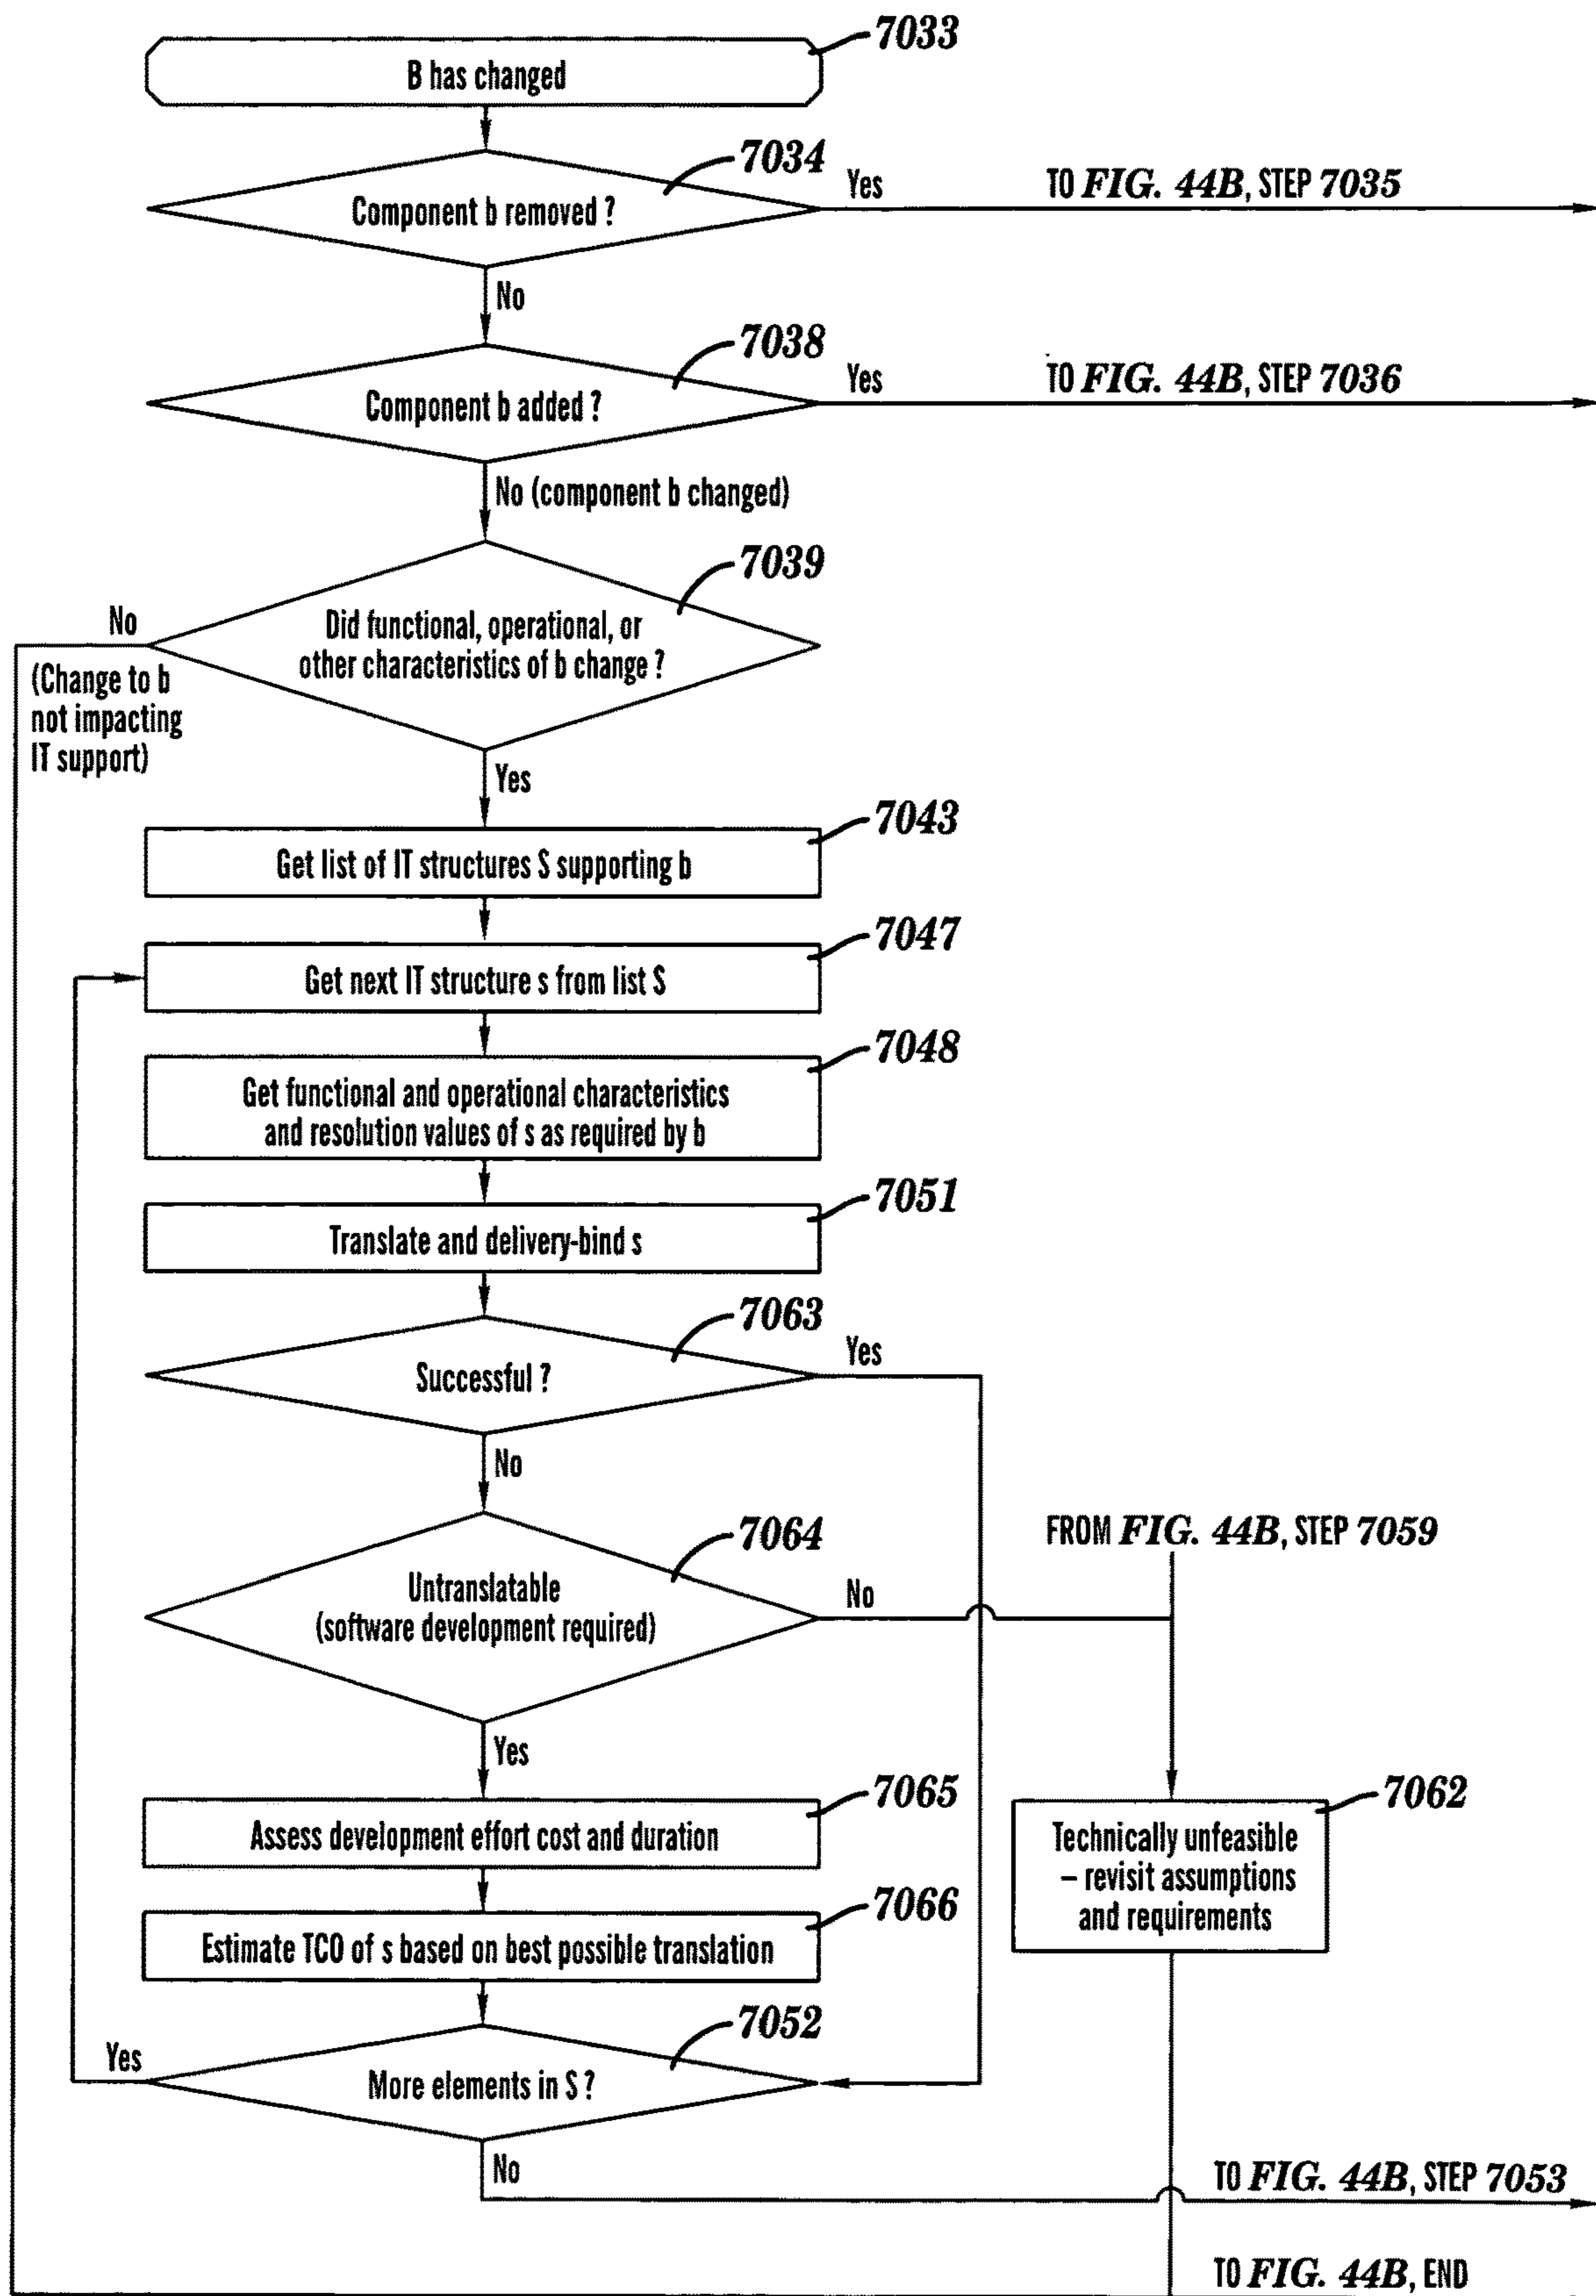 7033
B has changed
7034
Yes
TO FIG. 44B, STEP 7035
Component b removed ?
No
7038
Yes
TO FIG. 44B, STEP 7036
Component b added ?
No (component b changed)
7039
No
Did functional, operational, or
other characteristics of b change ?
(Change to b
not impacting
IT support)
Yes
7043
Get list of IT structures S supporting b
7047
Get next IT structure s from list S
7048
Get functional and operational characteristics
and resolution values of s as required by b
7051
Translate and delivery-bind s
7063
Yes
Successful ?
No
7064
FROM FIG. 44B, STEP 7059
Untranslatable
(software development required)
No
Yes
7065
Assess development effort cost and duration
7062
Technically unfeasible
– revisit assumptions
and requirements
7066
Estimate TCO of s based on best possible translation
7052
Yes
More elements in S ?
No
TO FIG. 44B, STEP 7053
TO FIG. 44B, END